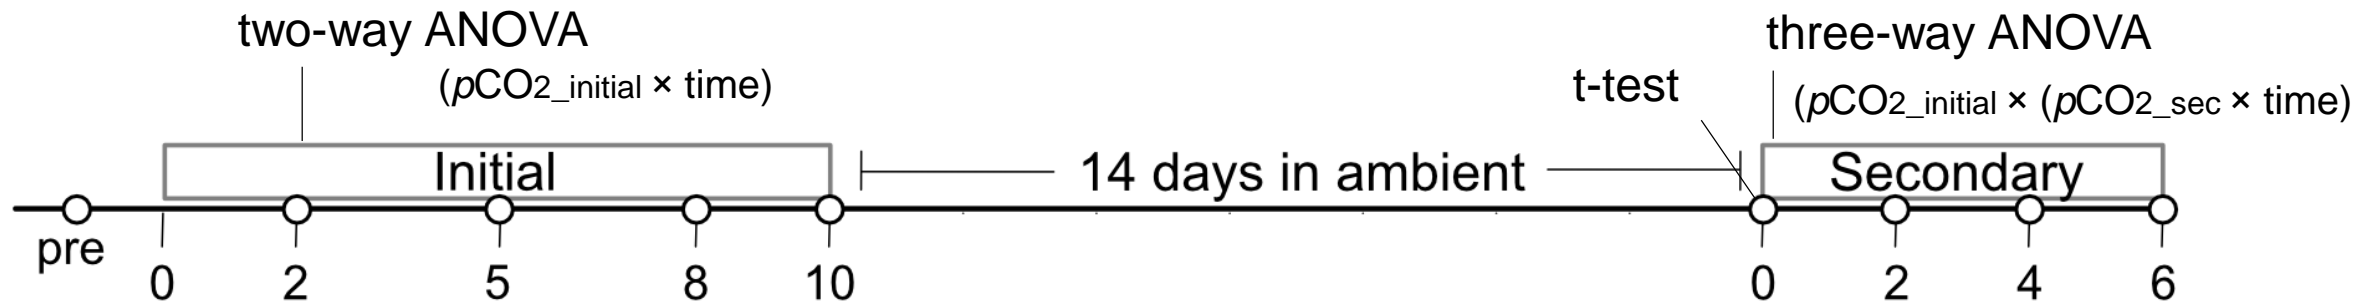 two-way ANOVA
(pCO2_initial × time)
three-way ANOVA
t-test
(pCO2_initial × (pCO2_sec × time)
Initial
14 days in ambient
Secondary
pre
0 2 5 8 10 0 2 4 6